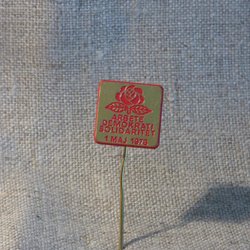 ARBETE
DEMOKRATI
SOLIDARITET
1 MAJ 1978